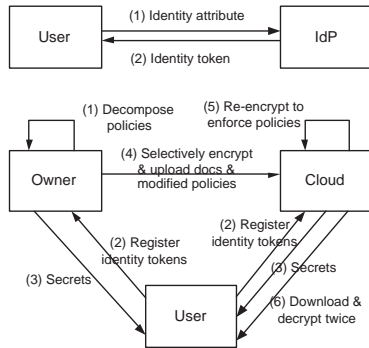 (1) Identity attribute
User
IdP
(2) Identity token
(1) Decompose
policies
(5) Re-encrypt to
enforce policies
(4) Selectively encrypt
& upload docs &
modified policies
Owner
Cloud
(2) Register
identity tokens
(2) Register
identity tokens
(3) Secrets
(3) Secrets
(6) Download &
decrypt twice
User